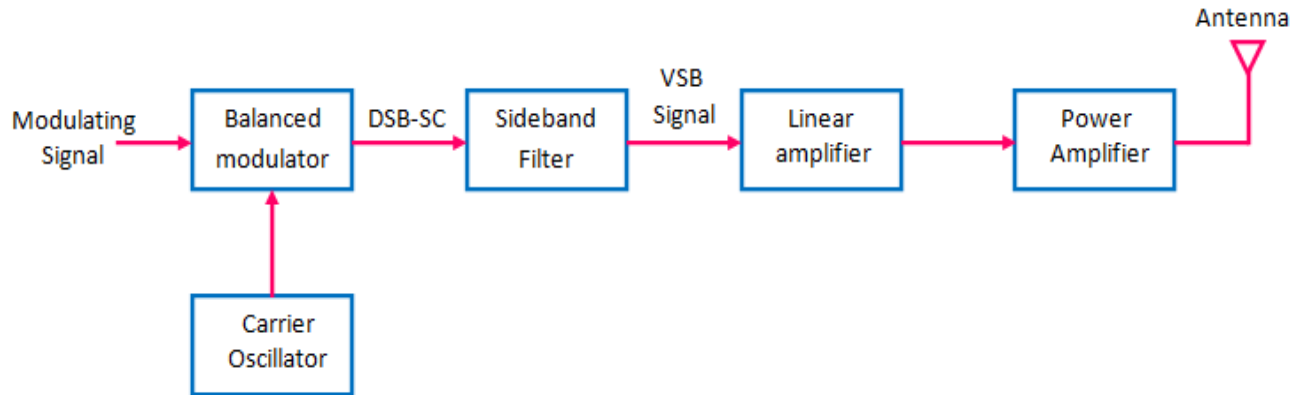 Antenna
Modulating
Signal
Balanced
modulator
DSB-SC
Sideband
Filter
VSB
Signal
Linear
amplifier
Power
Amplifier
Carrier
Oscillator